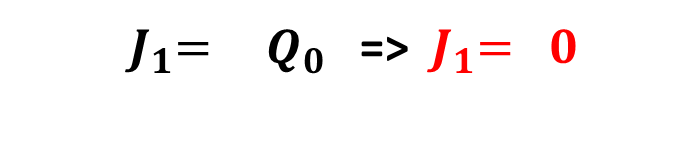 J₁= Q₀ => J₁= 0